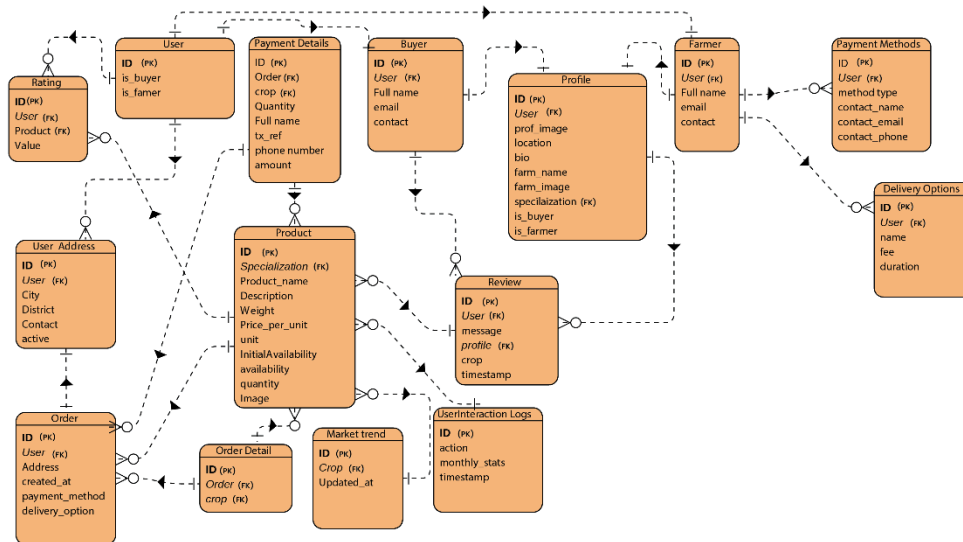 User
ID (PK)
is_buyer
is_famer
Payment Details
ID (PK)
Order (FK)
crop (FK)
Quantity
Full name
tx_ref
phone number
amount
Buyer
ID (PK)
User (FK)
Full name
email
contact
Profile
ID (PK)
User (FK)
prof_image
location
bio
farm_name
farm_image
specilaization (FK)
is_buyer
is_farmer
Farmer
ID (PK)
User (FK)
Full name
email
contact
Payment Methods
ID (PK)
User (FK)
method type
contact_name
contact_email
contact_phone
Rating
ID (PK)
User (FK)
Product (FK)
Value
Delivery Options
ID (PK)
User (FK)
name
fee
duration
User Address
ID (PK)
User (FK)
City
District
Contact
active
Product
ID (PK)
Specialization (FK)
Product_name
Description
Weight
Price_per_unit
unit
InitialAvailability
availability
quantity
Image
Review
ID (PK)
User (FK)
message
profile (FK)
crop
timestamp
Order
ID (PK)
User (FK)
Address
created_at
payment_method
delivery_option
Order Detail
ID (PK)
Order (FK)
crop (FK)
Market trend
ID (PK)
Crop (FK)
Updated_at
UserInteraction Logs
ID (PK)
action
monthly_stats
timestamp